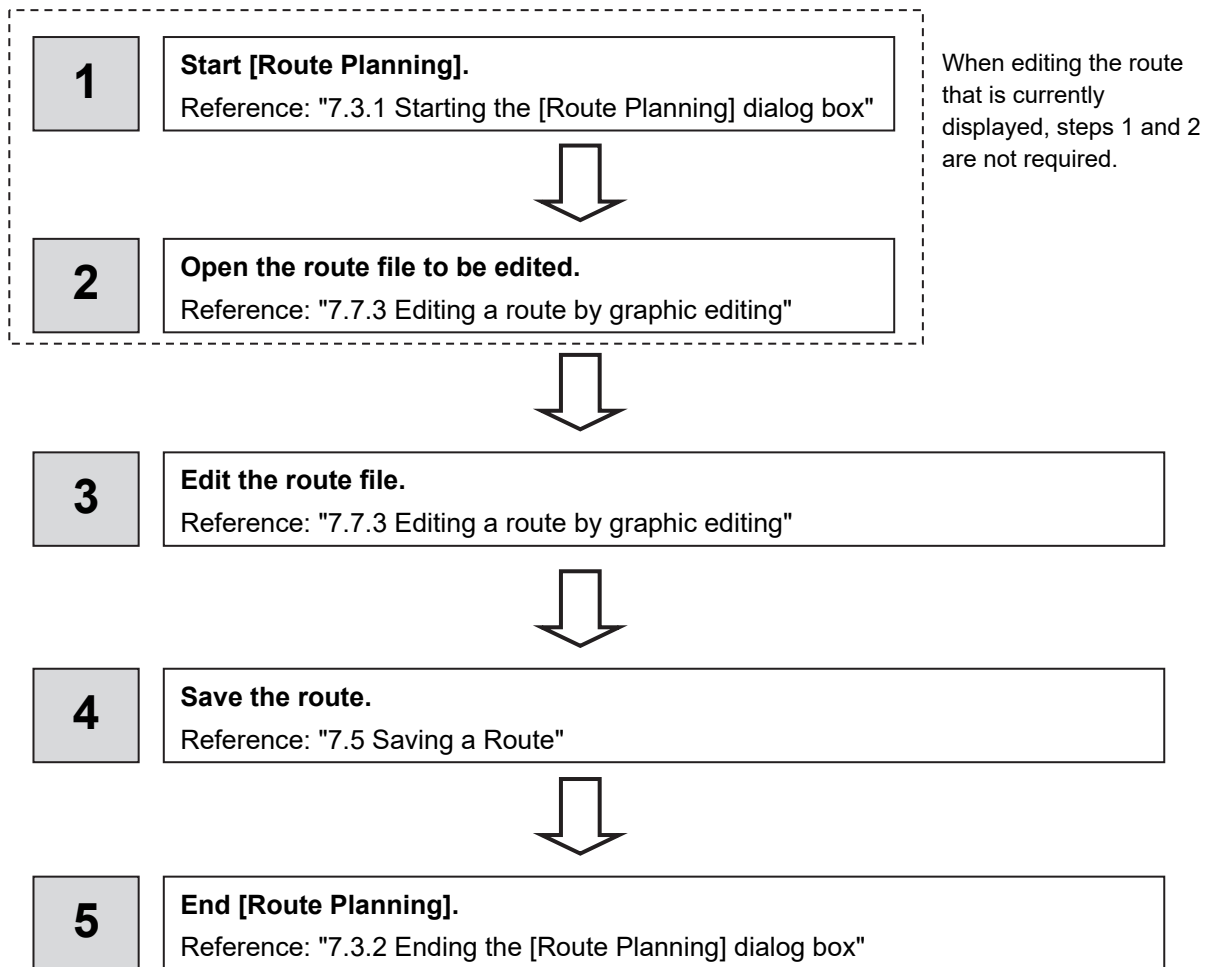 1
Start [Route Planning].
Reference: "7.3.1 Starting the [Route Planning] dialog box"
When editing the route
that is currently
displayed, steps 1 and 2
are not required.
2
Open the route file to be edited.
Reference: "7.7.3 Editing a route by graphic editing"
3
Edit the route file.
Reference: "7.7.3 Editing a route by graphic editing"
4
Save the route.
Reference: "7.5 Saving a Route"
5
End [Route Planning].
Reference: "7.3.2 Ending the [Route Planning] dialog box"